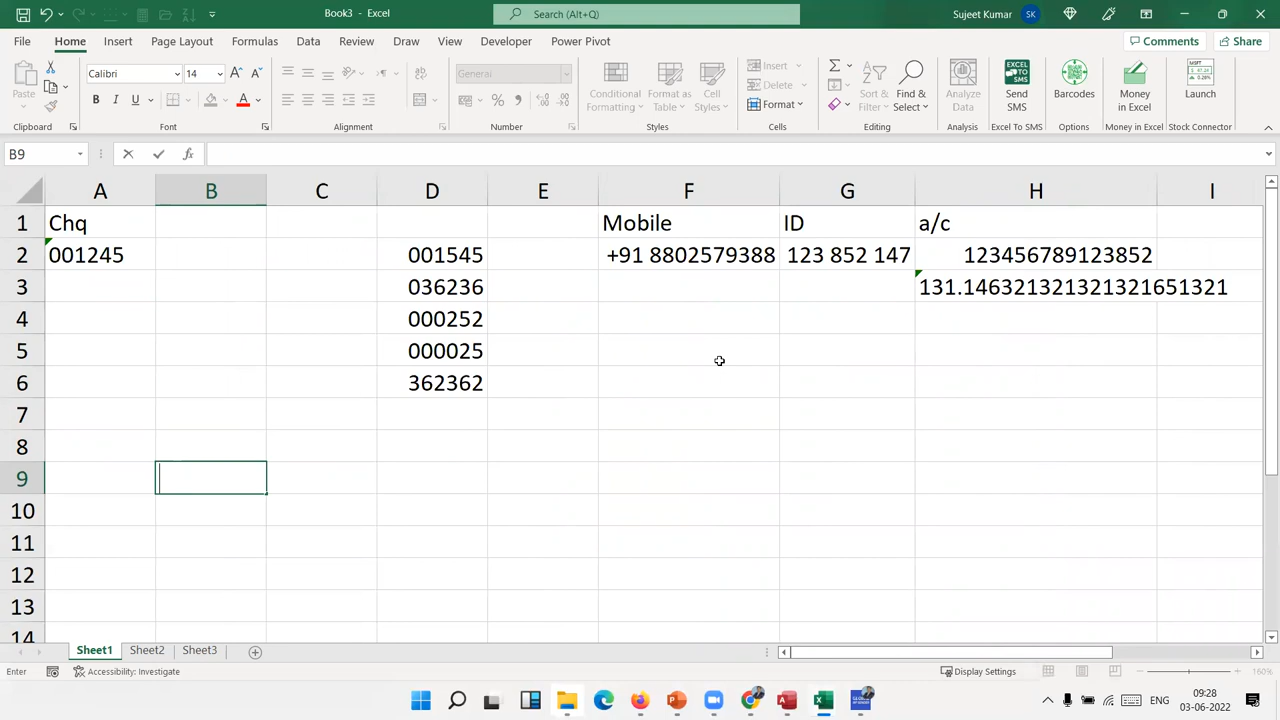 Book3 - Excel
Search (Alt+Q)
Sujeet Kumar
SK
File Home Insert Page Layout Formulas Data Review View Draw Developer Power Pivot
Comments
Share
Paste
Calibri
14
General
Conditional Formatting
Format as Table
Cell Styles
Insert
Delete
Format
Sort & Filter
Find & Select
Analyze Data
Excel To Send SMS
Barcodes
Money in Excel
Launch
Clipboard
Font
Alignment
Number
Styles
Cells
Editing
Analysis
Excel To SMS
Options
Money in Excel
Stock Connector
B9
fx
A B C D E F G H I
1 Chq Mobile ID a/c
2 001245 001545 +91 8802579388 123 852 147 123456789123852
3 036236 131.146321321321321651321
4 000252
5 000025
6 362362
7
8
9
10
11
12
13
14
Sheet1 Sheet2 Sheet3
Enter
Accessibility: Investigate
Display Settings
160%
ENG
09:28
03-06-2022